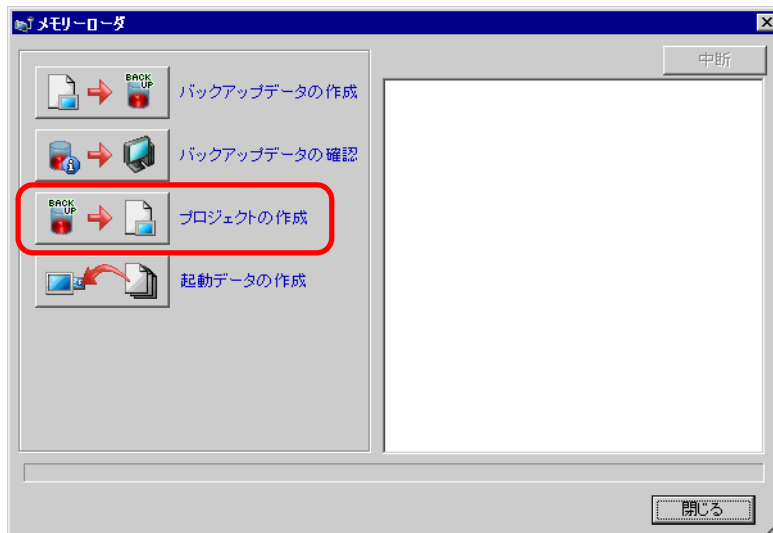 メモリーローダ
中断
BACK
UP
バックアップデータの作成
バックアップデータの確認
BACK
UP
プロジェクトの作成
起動データの作成
閉じる